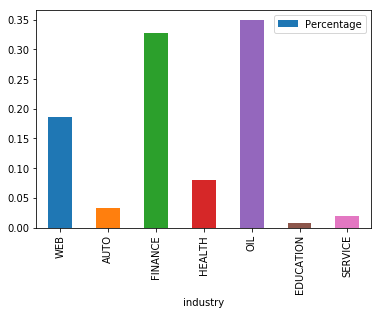 Percentage
0.35
0.30
0.25
0.20
0.15
0.10
0.05
0.00
WEB
AUTO
FINANCE
HEALTH
OIL
EDUCATION
SERVICE
industry